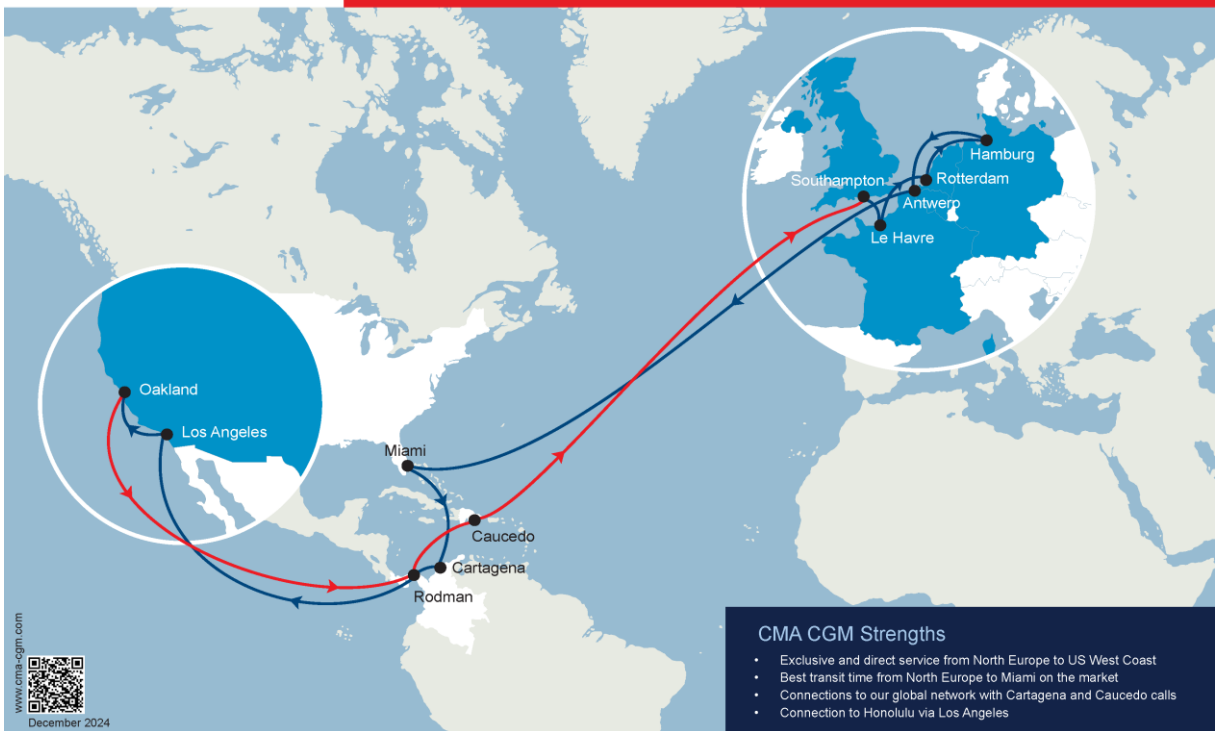 Hamburg
Southampton
Rotterdam
Antwerp
Le Havre
Oakland
Los Angeles
Miami
Caucedo
Cartagena
Rodman
www.cma-cgm.com
December 2024
CMA CGM Strengths
• Exclusive and direct service from North Europe to US West Coast
• Best transit time from North Europe to Miami on the market
• Connections to our global network with Cartagena and Caucedo calls
• Connection to Honolulu via Los Angeles